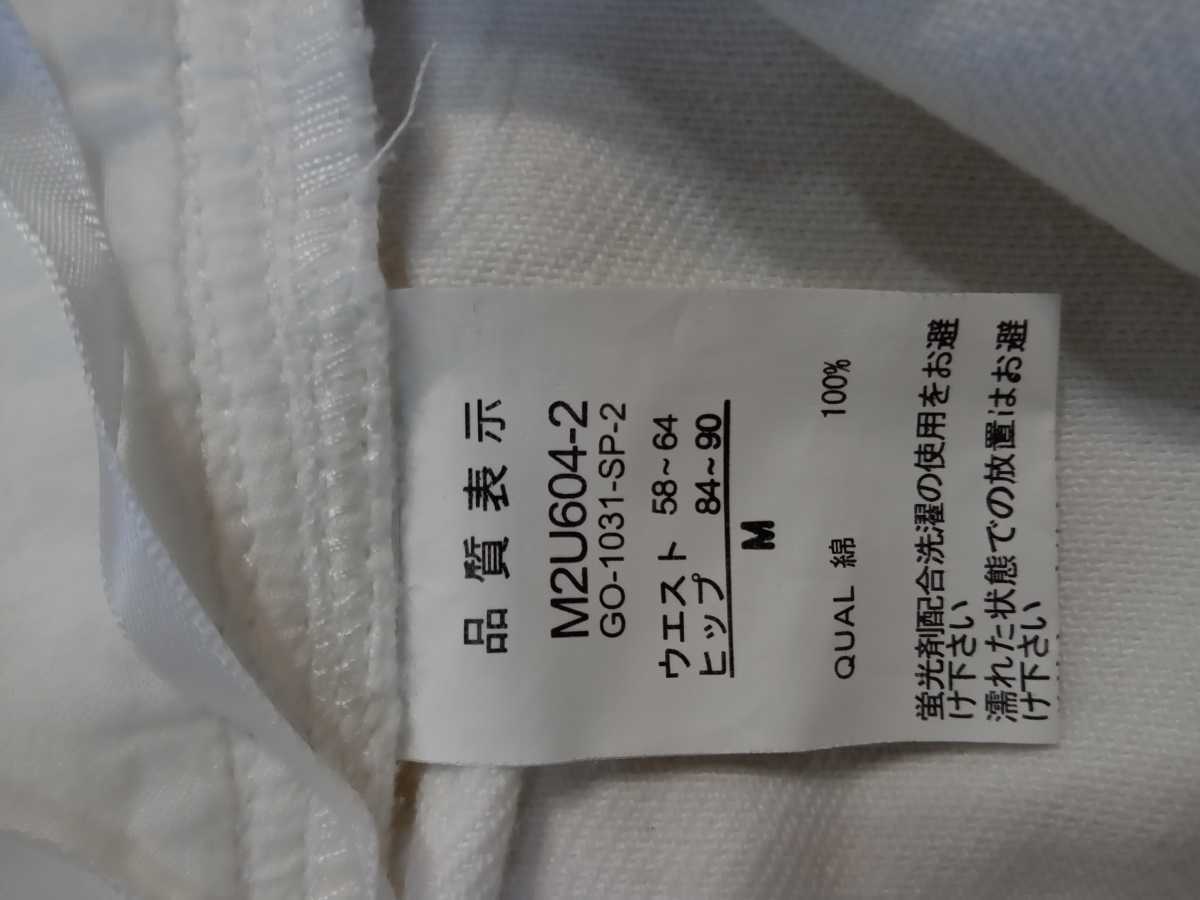 品質表示
M2U604-2
GO-1031-SP-2
ウエスト 58~64
ヒップ 84~90
M
QUAL 綿 100%
蛍光剤配合洗濯の使用をお避
け下さい
濡れた状態での放置はお避
け下さい